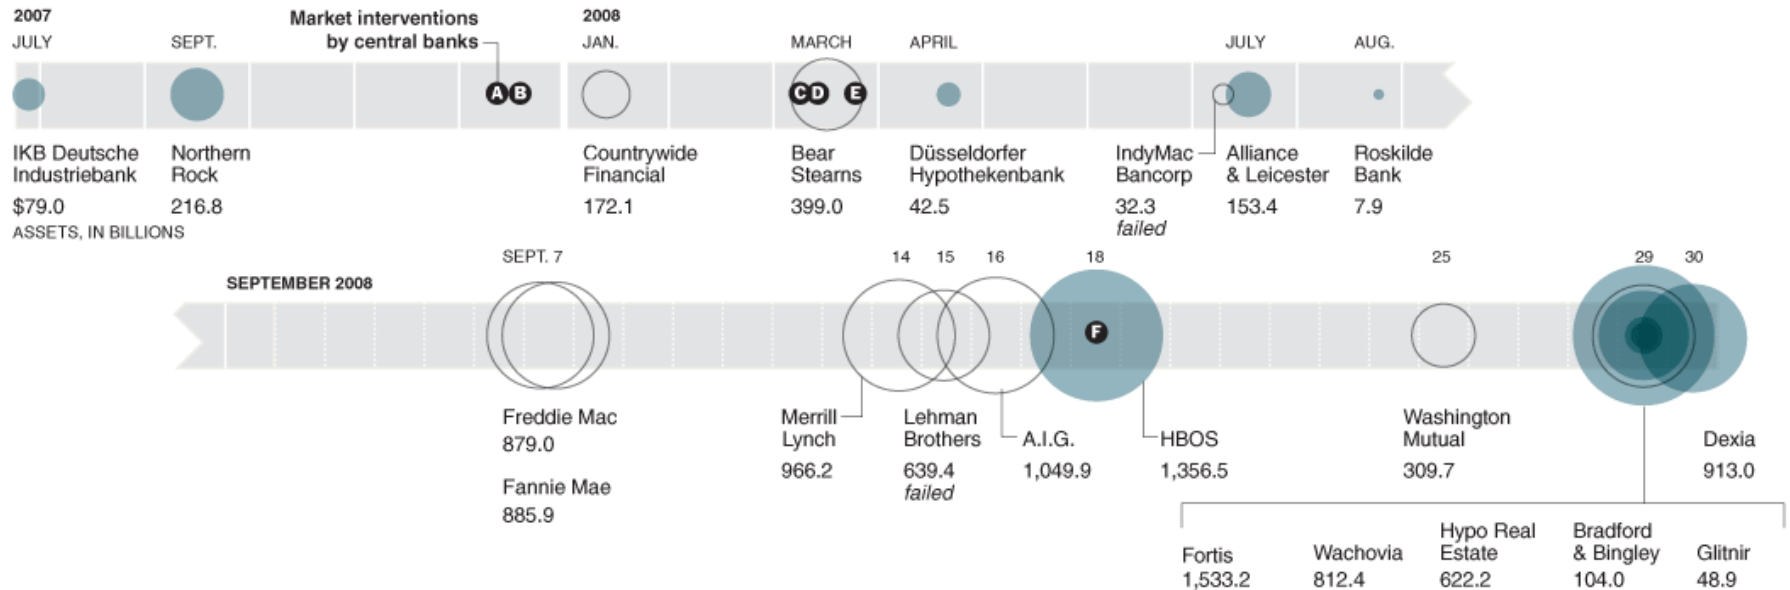 2007
Market interventions
by central banks
2008
JULY
SEPT.
JAN.
MARCH
APRIL
JULY
AUG.
A B
C D E
IKB Deutsche
Industriebank
$79.0
ASSETS, IN BILLIONS
Northern
Rock
216.8
Countrywide
Financial
172.1
Bear
Stearns
399.0
Düsseldorfer
Hypothekenbank
42.5
IndyMac
Bancorp
32.3
failed
Alliance
& Leicester
153.4
Roskilde
Bank
7.9
SEPTEMBER 2008
SEPT. 7
14
15
16
18
25
29
30
F
Freddie Mac
879.0
Fannie Mae
885.9
Merrill
Lynch
966.2
Lehman
Brothers
639.4
failed
A.I.G.
1,049.9
HBOS
1,356.5
Washington
Mutual
309.7
Dexia
913.0
Fortis
1,533.2
Wachovia
812.4
Hypo Real
Estate
622.2
Bradford
& Bingley
104.0
Glitnir
48.9